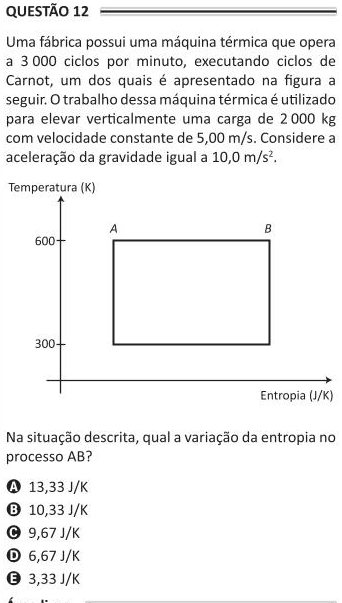 QUESTÃO 12
Uma fábrica possui uma máquina térmica que opera
a 3 000 ciclos por minuto, executando ciclos de
Carnot, um dos quais é apresentado na figura a
seguir. O trabalho dessa máquina térmica é utilizado
para elevar verticalmente uma carga de 2 000 kg
com velocidade constante de 5,00 m/s. Considere a
aceleração da gravidade igual a 10,0 m/s².
Temperatura (K)
A B
600
300
Entropia (J/K)
Na situação descrita, qual a variação da entropia no
processo AB?
A 13,33 J/K
B 10,33 J/K
C 9,67 J/K
D 6,67 J/K
E 3,33 J/K